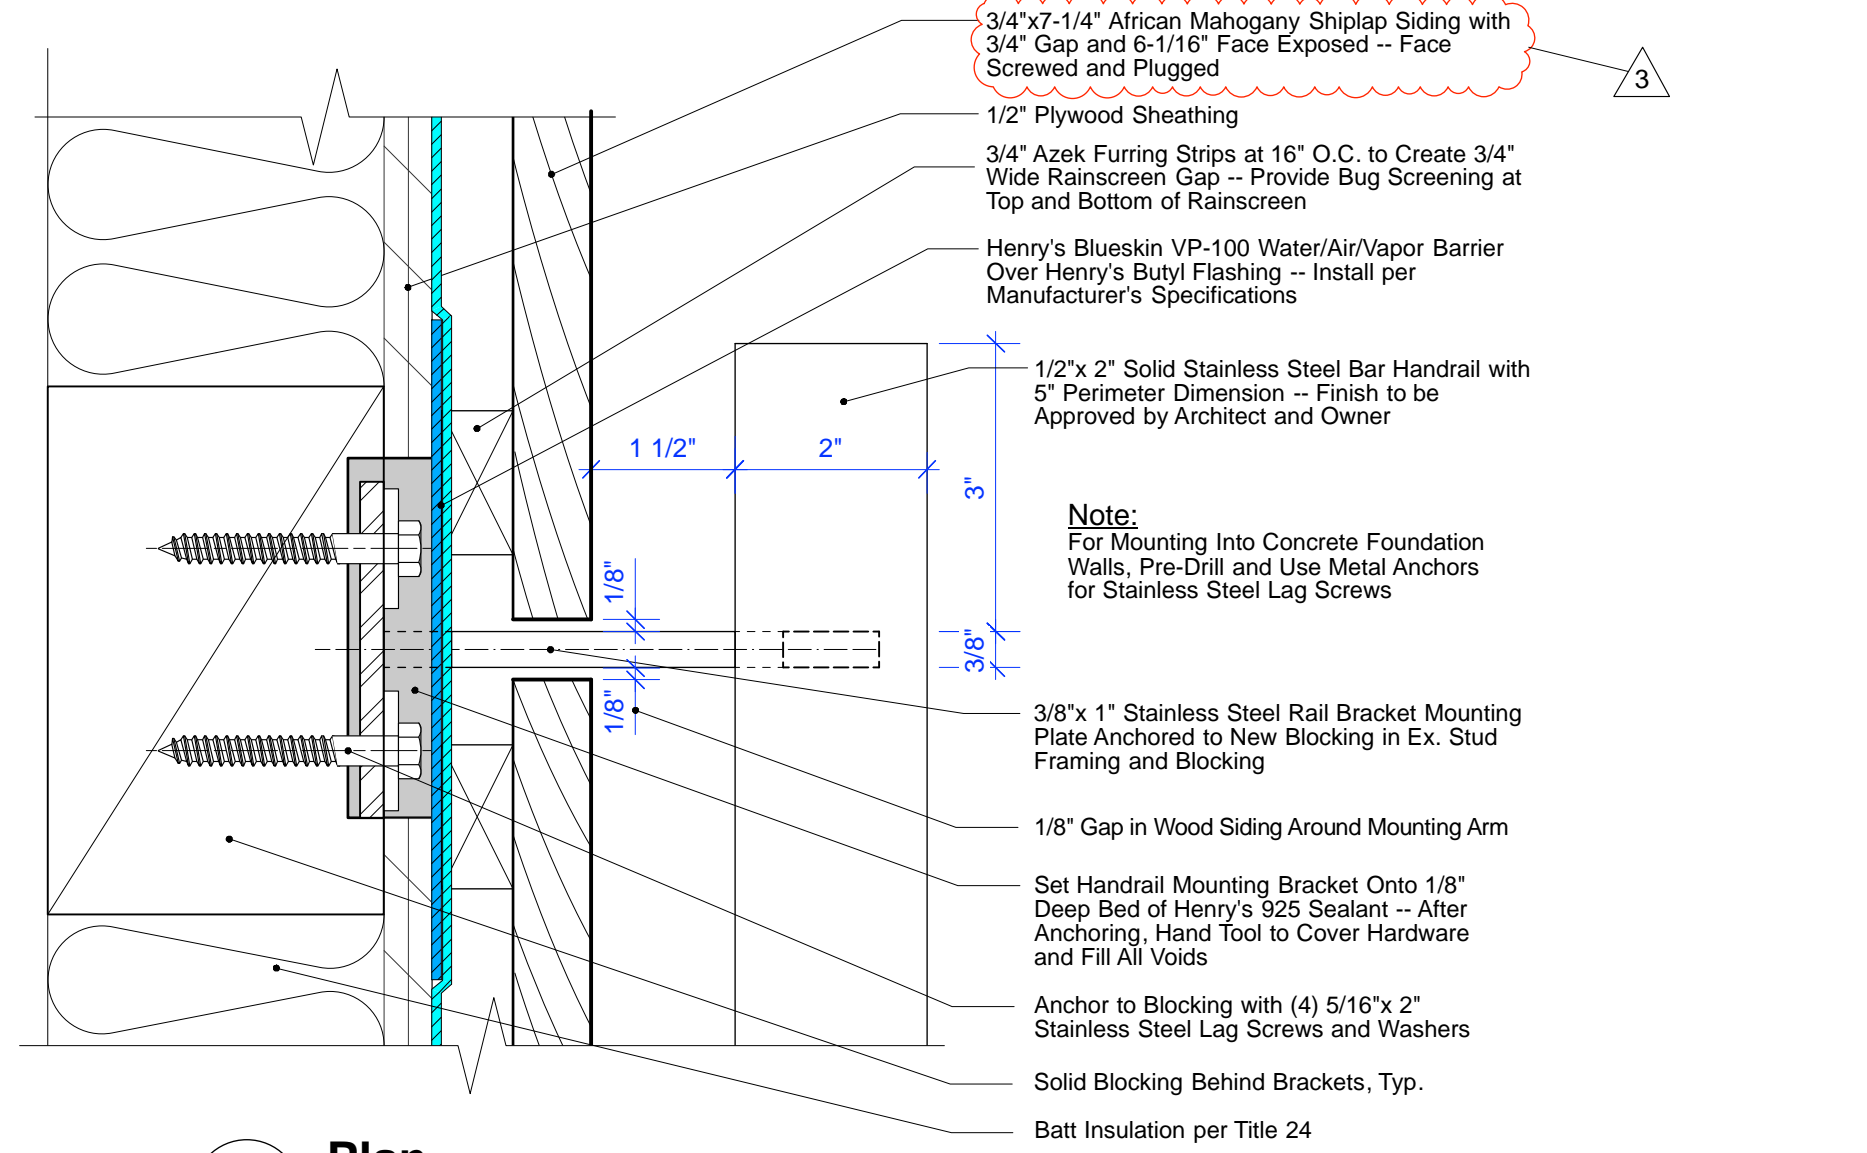 3/4"x7-1/4" African Mahogany Shiplap Siding with
3/4" Gap and 6-1/16" Face Exposed -- Face
Screwed and Plugged
3
1/2" Plywood Sheathing
3/4" Azek Furring Strips at 16" O.C. to Create 3/4"
Wide Rainscreen Gap -- Provide Bug Screening at
Top and Bottom of Rainscreen
Henry's Blueskin VP-100 Water/Air/Vapor Barrier
Over Henry's Butyl Flashing -- Install per
Manufacturer's Specifications
1/2"x 2" Solid Stainless Steel Bar Handrail with
5" Perimeter Dimension -- Finish to be
Approved by Architect and Owner
1 1/2"
2"
3"
Note:
For Mounting Into Concrete Foundation
Walls, Pre-Drill and Use Metal Anchors
for Stainless Steel Lag Screws
1/8"
3/8"
1/8"
3/8"x 1" Stainless Steel Rail Bracket Mounting
Plate Anchored to New Blocking in Ex. Stud
Framing and Blocking
1/8" Gap in Wood Siding Around Mounting Arm
Set Handrail Mounting Bracket Onto 1/8"
Deep Bed of Henry's 925 Sealant -- After
Anchoring, Hand Tool to Cover Hardware
and Fill All Voids
Anchor to Blocking with (4) 5/16"x 2"
Stainless Steel Lag Screws and Washers
Solid Blocking Behind Brackets, Typ.
Batt Insulation per Title 24
Plan